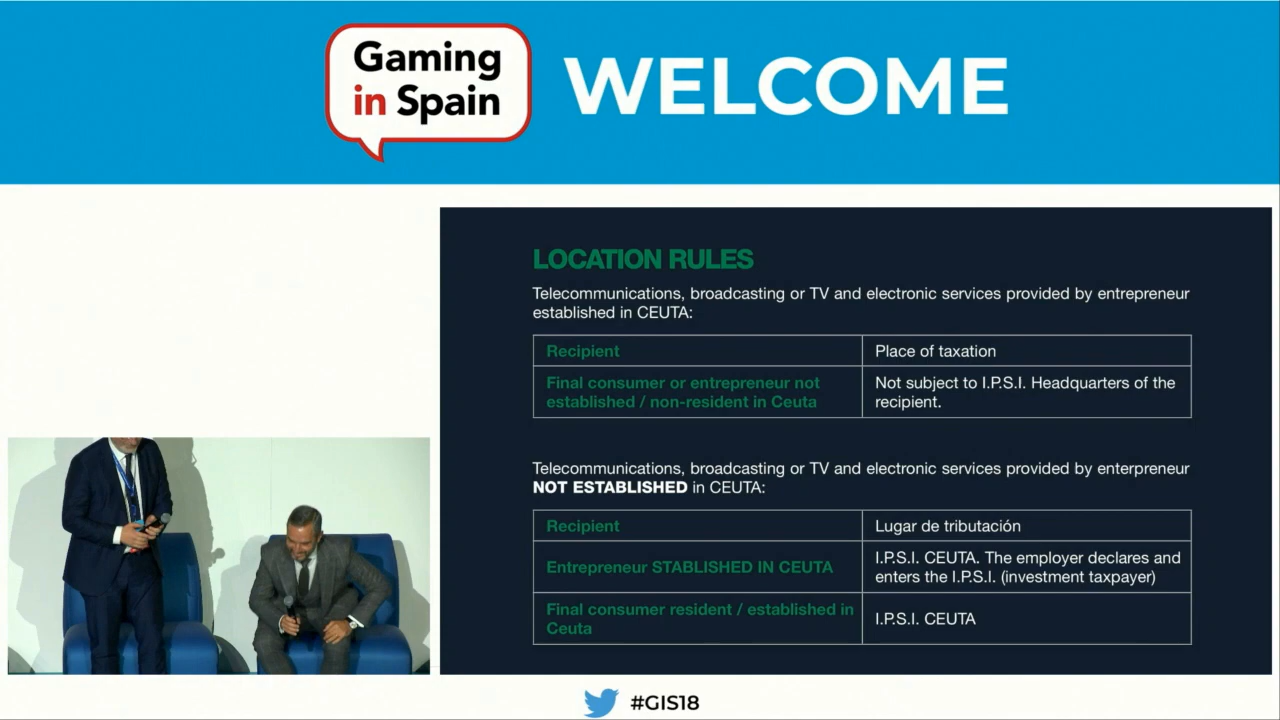 Gaming
in Spain
WELCOME
LOCATION RULES
Telecommunications, broadcasting or TV and electronic services provided by entrepreneur
established in CEUTA:
Recipient
Place of taxation
Final consumer or entrepreneur not
established / non-resident in Ceuta
Not subject to I.P.S.I. Headquarters of the
recipient.
Telecommunications, broadcasting or TV and electronic services provided by enterpreneur
NOT ESTABLISHED in CEUTA:
Recipient
Lugar de tributación
Entrepreneur STABLISHED IN CEUTA
I.P.S.I. CEUTA. The employer declares and
enters the I.P.S.I. (investment taxpayer)
Final consumer resident / established in
Ceuta
I.P.S.I. CEUTA
#GIS18